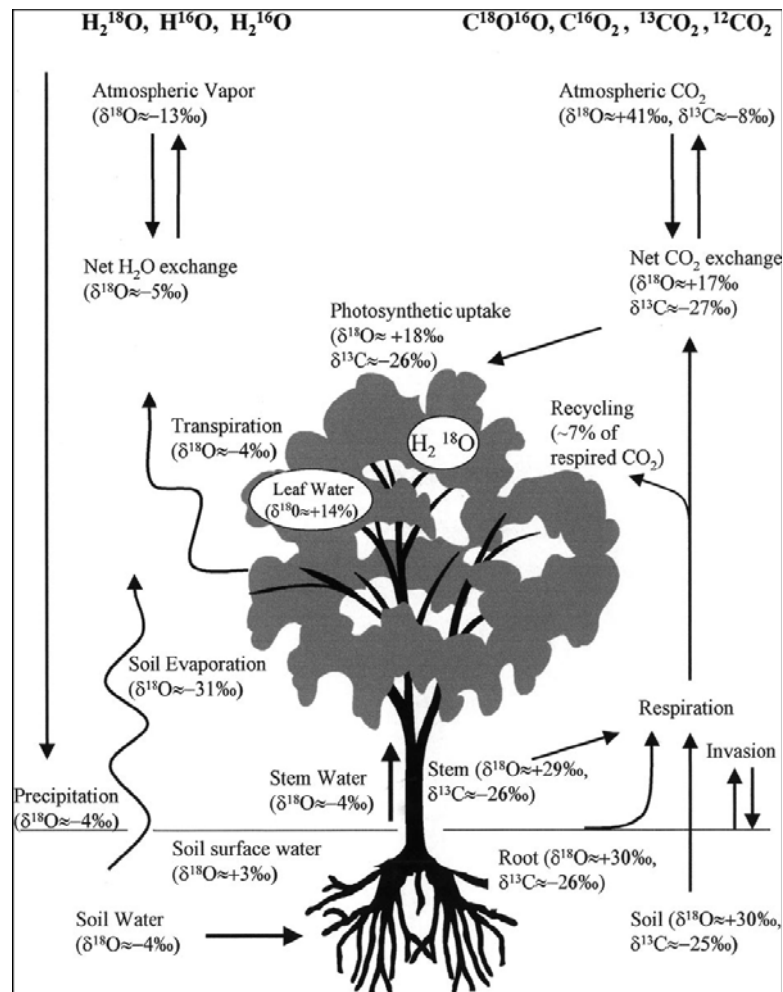 H₂¹⁸O, H¹⁶O, H₂¹⁶O
C¹⁸O¹⁶O, C¹⁶O₂, ¹³CO₂, ¹²CO₂
Atmospheric Vapor
(δ¹⁸O≈−13‰)
Atmospheric CO₂
(δ¹⁸O≈+41‰, δ¹³C≈−8‰)
Net H₂O exchange
(δ¹⁸O≈−5‰)
Net CO₂ exchange
(δ¹⁸O≈+17‰
δ¹³C≈−27‰)
Photosynthetic uptake
(δ¹⁸O≈ +18‰
δ¹³C≈−26‰)
Transpiration
(δ¹⁸O≈−4‰)
H₂ ¹⁸O
Recycling
(~7% of
respired CO₂)
Leaf Water
(δ¹⁸0≈+14%)
Soil Evaporation
(δ¹⁸O≈−31‰)
Respiration
Invasion
Stem Water
(δ¹⁸O≈−4‰)
Stem (δ¹⁸O≈+29‰,
δ¹³C≈−26‰)
Precipitation
(δ¹⁸O≈−4‰)
Soil surface water
(δ¹⁸O≈+3‰)
Root (δ¹⁸O≈+30‰,
δ¹³C≈−26‰)
Soil Water
(δ¹⁸O≈−4‰)
Soil (δ¹⁸O≈+30‰,
δ¹³C≈−25‰)